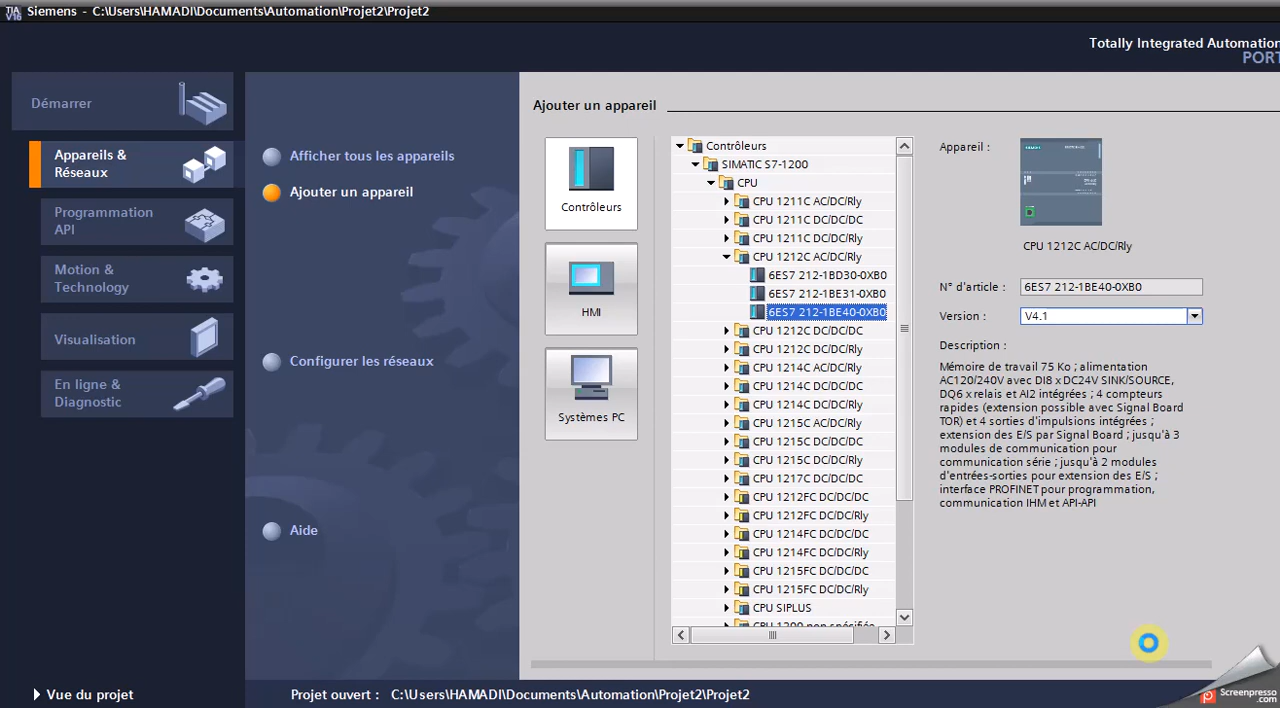 TIA
V16
Siemens - C:\Users\HAMADI\Documents\Automation\Projet2\Projet2
Totally Integrated Automation
PORT
Démarrer
Appareils &
Réseaux
Programmation
API
Motion &
Technology
Visualisation
En ligne &
Diagnostic
Vue du projet
Afficher tous les appareils
Ajouter un appareil
Configurer les réseaux
Aide
Ajouter un appareil
Contrôleurs
HMI
Systèmes PC
Contrôleurs
SIMATIC S7-1200
CPU
CPU 1211C AC/DC/Rly
CPU 1211C DC/DC/DC
CPU 1211C DC/DC/Rly
CPU 1212C AC/DC/Rly
6ES7 212-1BD30-0XB0
6ES7 212-1BE31-0XB0
6ES7 212-1BE40-0XB0
CPU 1212C DC/DC/DC
CPU 1212C DC/DC/Rly
CPU 1214C AC/DC/Rly
CPU 1214C DC/DC/DC
CPU 1214C DC/DC/Rly
CPU 1215C AC/DC/Rly
CPU 1215C DC/DC/DC
CPU 1215C DC/DC/Rly
CPU 1217C DC/DC/DC
CPU 1212FC DC/DC/DC
CPU 1212FC DC/DC/Rly
CPU 1214FC DC/DC/DC
CPU 1214FC DC/DC/Rly
CPU 1215FC DC/DC/DC
CPU 1215FC DC/DC/Rly
CPU SIPLUS
CPU 1200 non spécifiée
Appareil :
CPU 1212C AC/DC/Rly
N° d'article : 6ES7 212-1BE40-0XB0
Version : V4.1
Description :
Mémoire de travail 75 Ko ; alimentation
AC120/240V avec DI8 x DC24V SINK/SOURCE,
DQ6 x relais et AI2 intégrées ; 4 compteurs
rapides (extension possible avec Signal Board
TOR) et 4 sorties d'impulsions intégrées ;
extension des E/S par Signal Board ; jusqu'à 3
modules de communication pour
communication série ; jusqu'à 2 modules
d'entrées-sorties pour extension des E/S ;
interface PROFINET pour programmation,
communication IHM et API-API
Projet ouvert : C:\Users\HAMADI\Documents\Automation\Projet2\Projet2
Screenpresso
.com